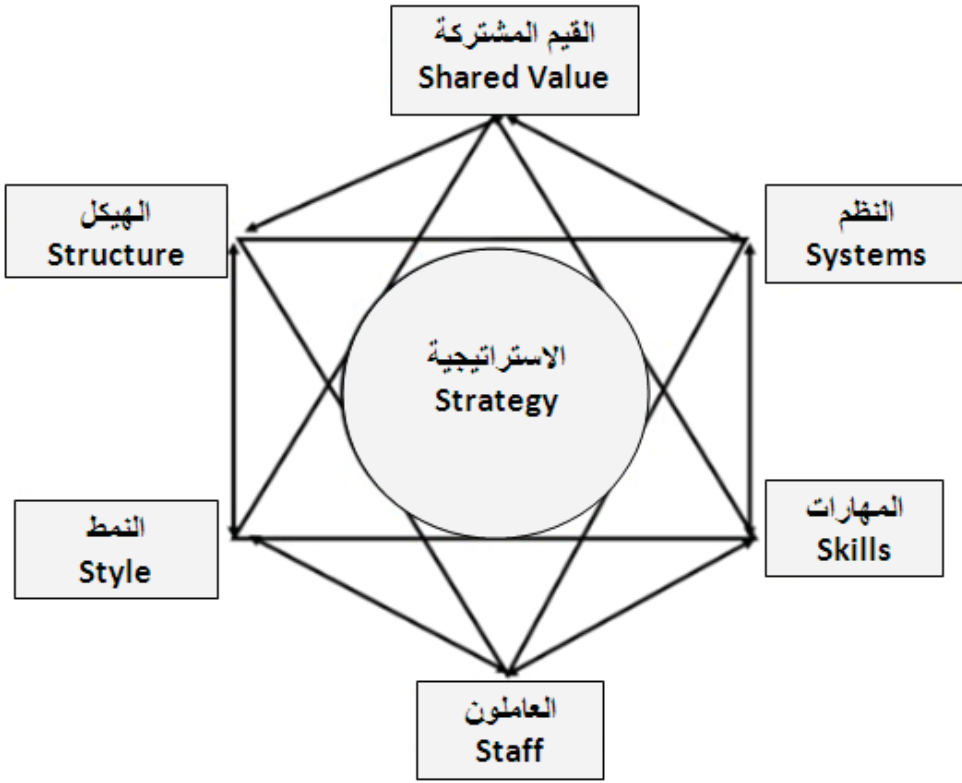 القيم المشتركة
Shared Value
الهيكل
Structure
النظم
Systems
الاستراتيجية
Strategy
النمط
Style
المهارات
Skills
العاملون
Staff